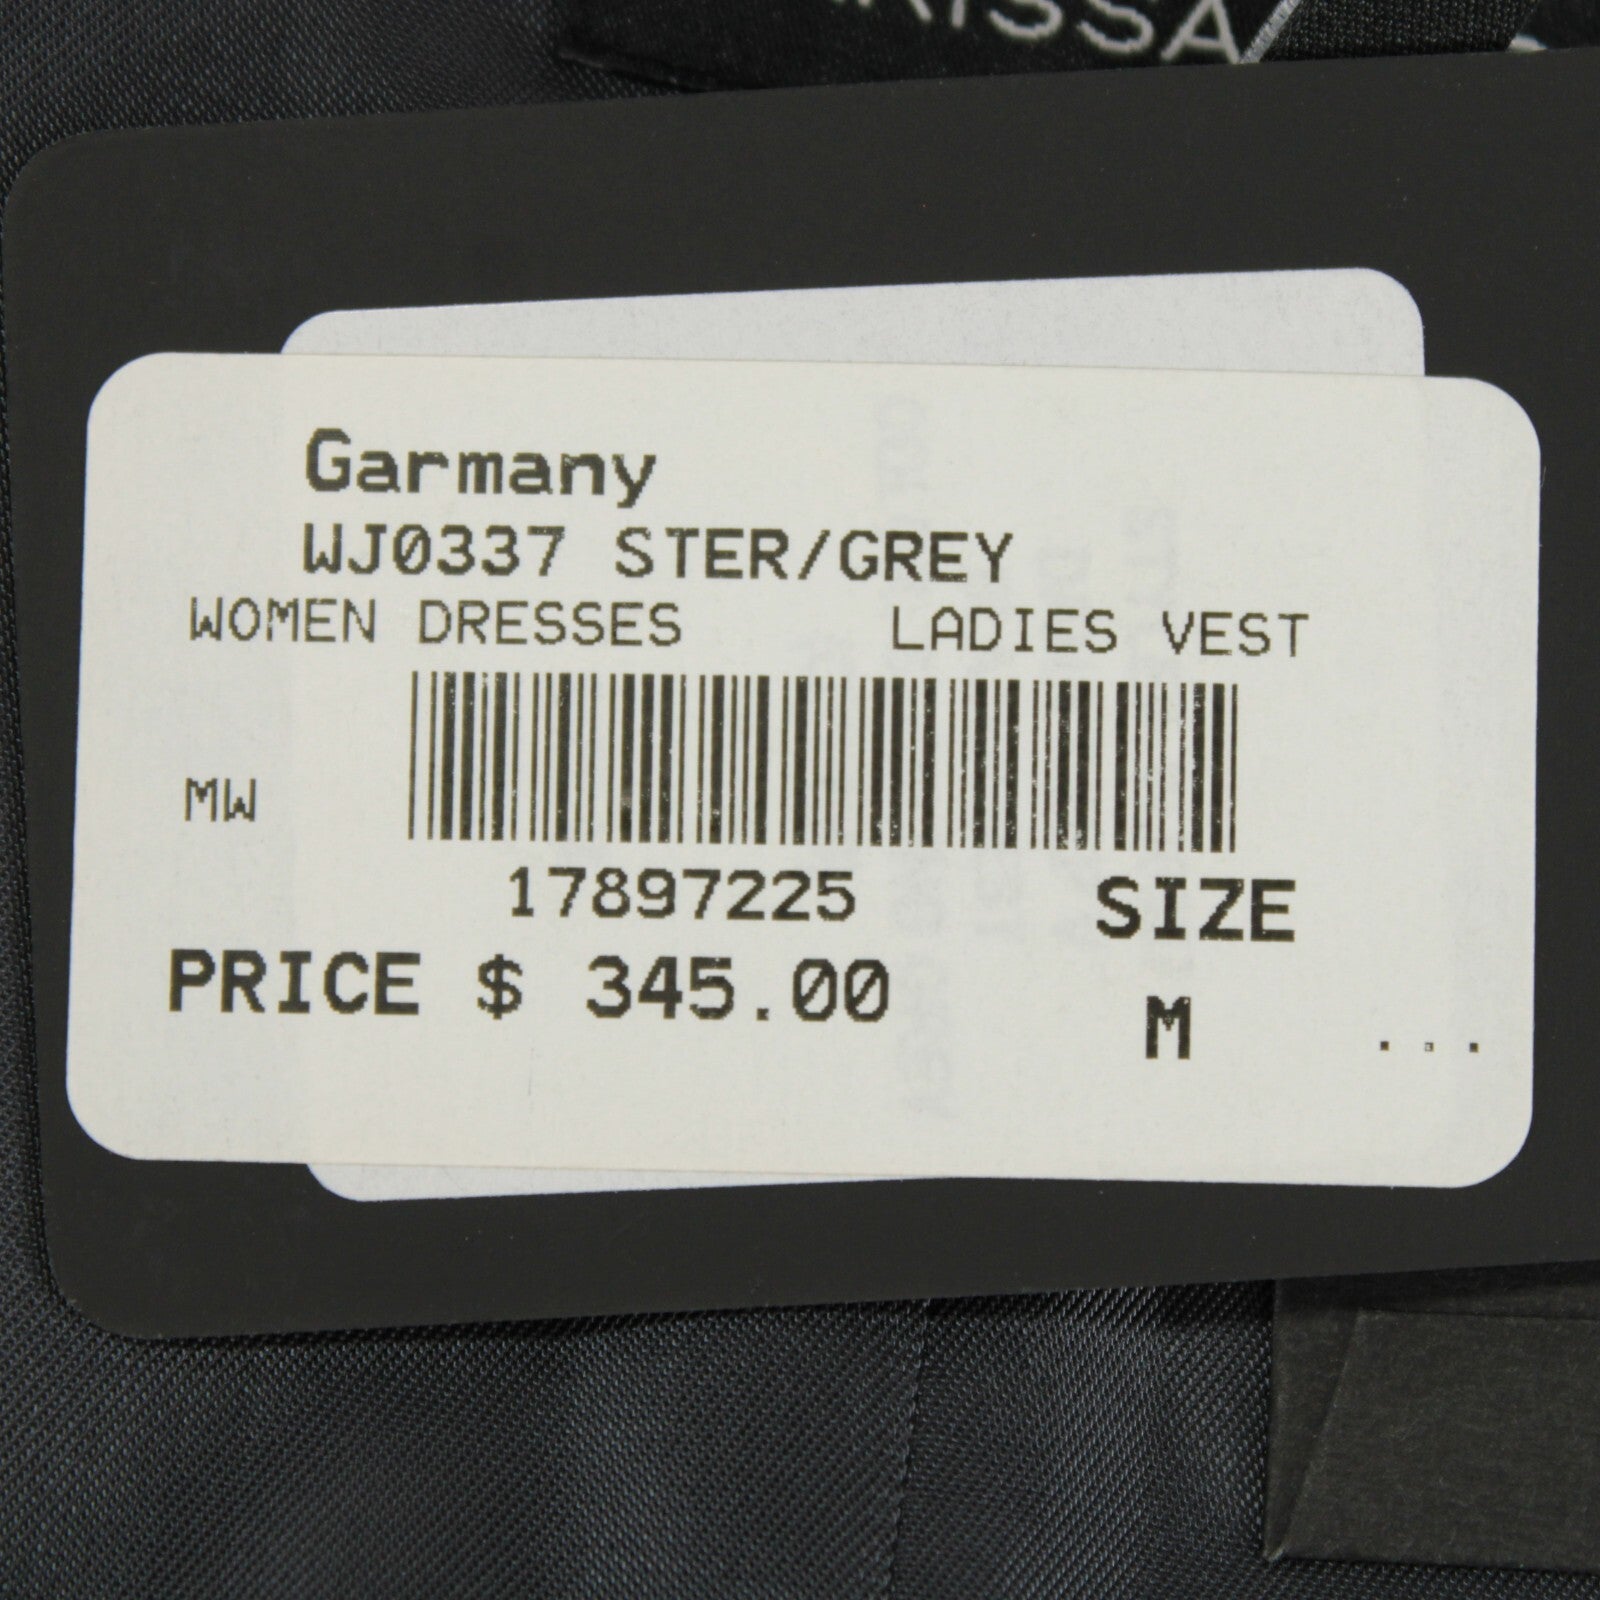 Garmany
WJ0337 STER/GREY
WOMEN DRESSES LADIES VEST
MW
17897225 SIZE
PRICE $ 345.00 M ...